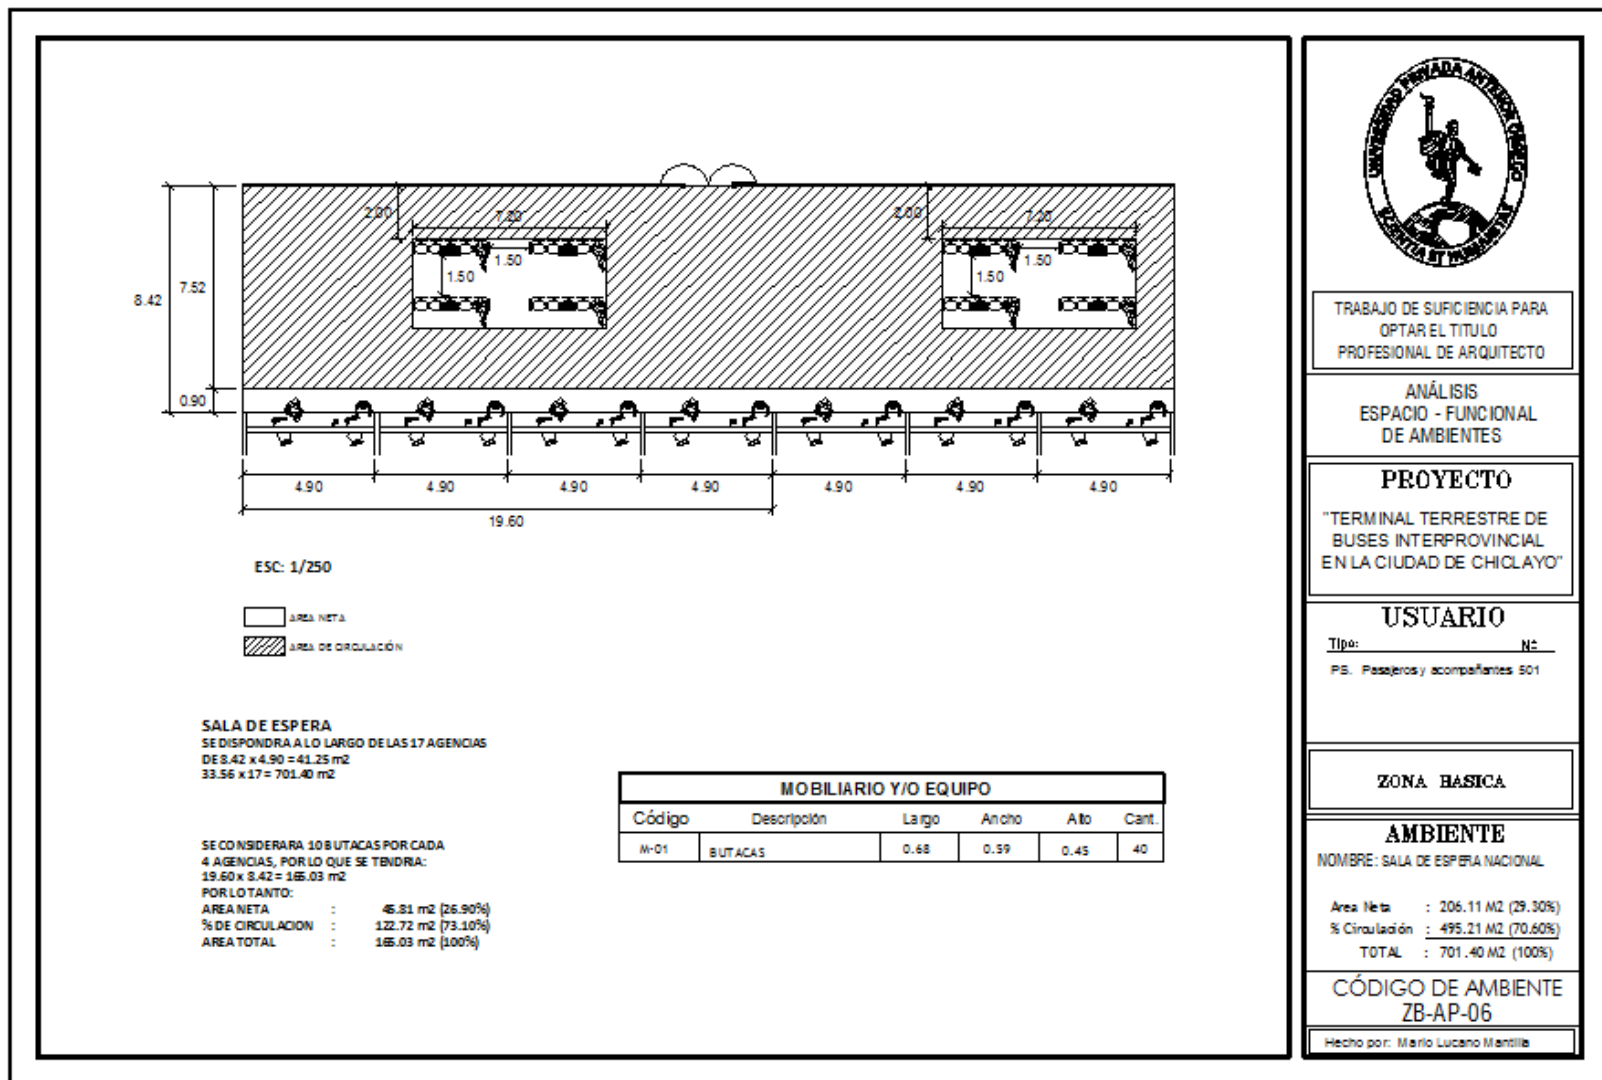 2.00
7.20
2.00
7.20
1.50
1.50
1.50
1.50
8.42
7.52
0.90
4.90
4.90
4.90
4.90
4.90
4.90
4.90
19.60
ESC: 1/250
AREA NETA
AREA DE CIRCULACIÓN
SALA DE ESPERA
SE DISPONDRA A LO LARGO DE LAS 17 AGENCIAS
DE 8.42 x 4.90 = 41.25 m2
33.56 x 17 = 701.40 m2
SE CONSIDERARA 10 BUTACAS POR CADA
4 AGENCIAS, POR LO QUE SE TENDRIA:
19.60 x 8.42 = 165.03 m2
POR LO TANTO:
AREA NETA : 45.81 m2 (26.90%)
% DE CIRCULACION : 122.72 m2 (73.10%)
AREA TOTAL : 165.03 m2 (100%)
MOBILIARIO Y/O EQUIPO
Código Descripción Largo Ancho Alto Cant.
M-01 BUTACAS 0.68 0.59 0.45 40
UNIVERSIDAD PRIVADA ANTENOR ORREGO
TRABAJO DE SUFICIENCIA PARA
OPTAR EL TITULO
PROFESIONAL DE ARQUITECTO
ANÁLISIS
ESPACIO - FUNCIONAL
DE AMBIENTES
PROYECTO
"TERMINAL TERRESTRE DE
BUSES INTERPROVINCIAL
EN LA CIUDAD DE CHICLAYO"
USUARIO
Tipo: Nº
PS. Pasajeros y acompañantes 501
ZONA BASICA
AMBIENTE
NOMBRE: SALA DE ESPERA NACIONAL
Area Neta : 206.11 M2 (29.30%)
% Circulación : 495.21 M2 (70.60%)
TOTAL : 701.40 M2 (100%)
CÓDIGO DE AMBIENTE
ZB-AP-06
Hecho por: Mario Lucano Mantilla